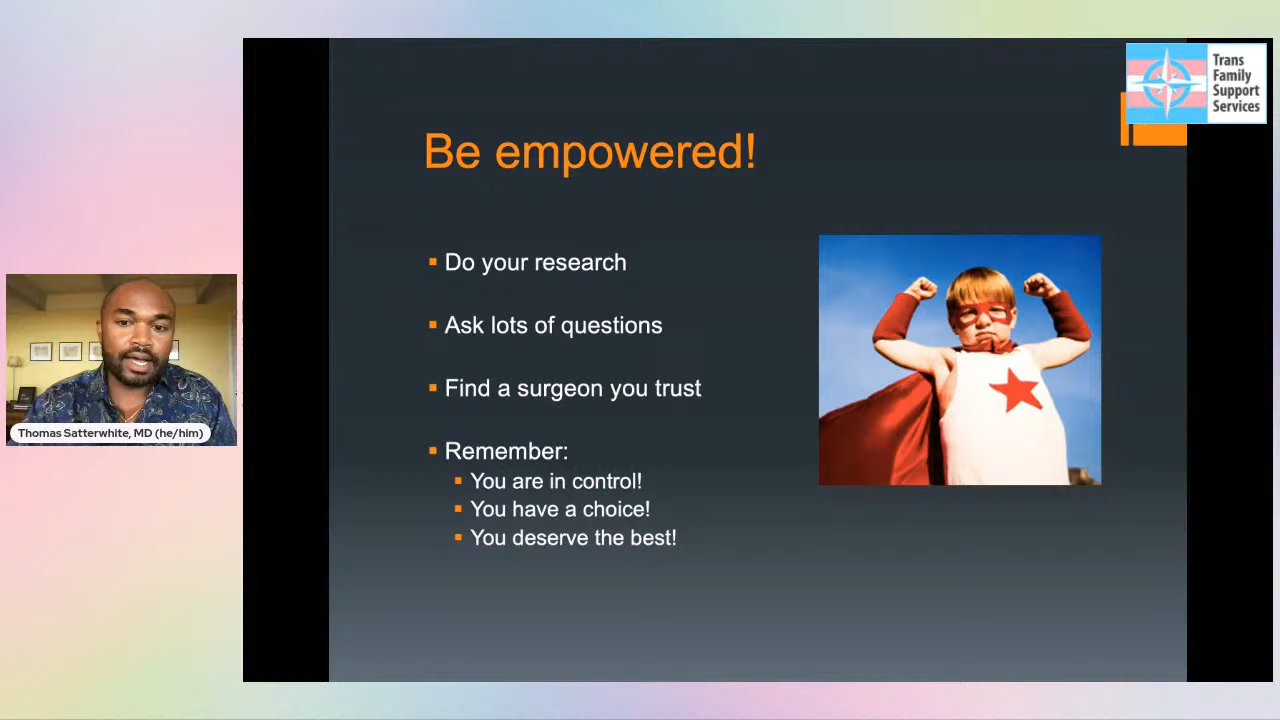 Trans
Family
Support
Services
Be empowered!
Do your research
Ask lots of questions
Find a surgeon you trust
Remember:
You are in control!
You have a choice!
You deserve the best!
Thomas Satterwhite, MD (he/him)